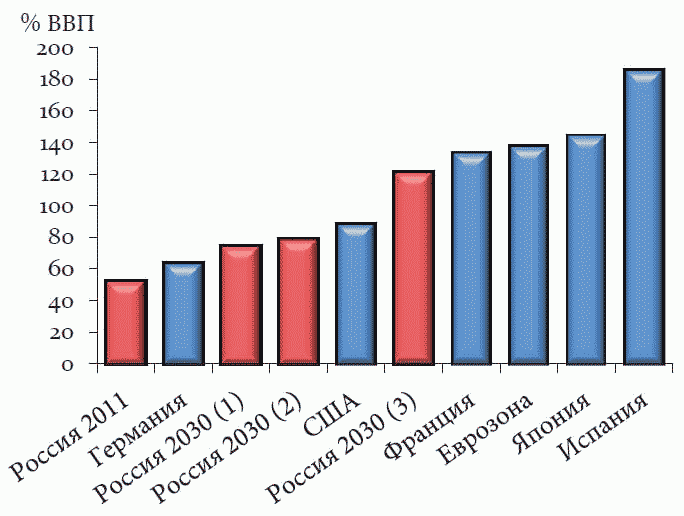 % ВВП
200
180
160
140
120
100
80
60
40
20
0
Россия 2011
Германия
Россия 2030 (1)
Россия 2030 (2)
США
Россия 2030 (3)
Франция
Еврозона
Япония
Испания